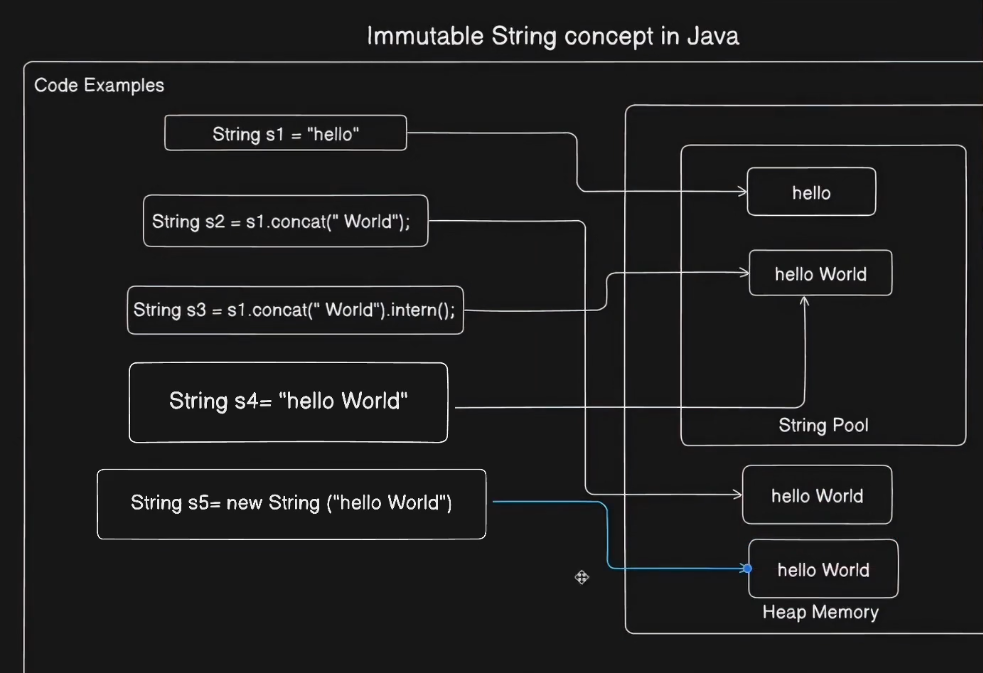 Immutable String concept in Java
Code Examples
String s1 = "hello"
hello
String s2 = s1.concat(" World");
hello World
String s3 = s1.concat(" World").intern();
String s4= "hello World"
String Pool
String s5= new String ("hello World")
hello World
hello World
Heap Memory